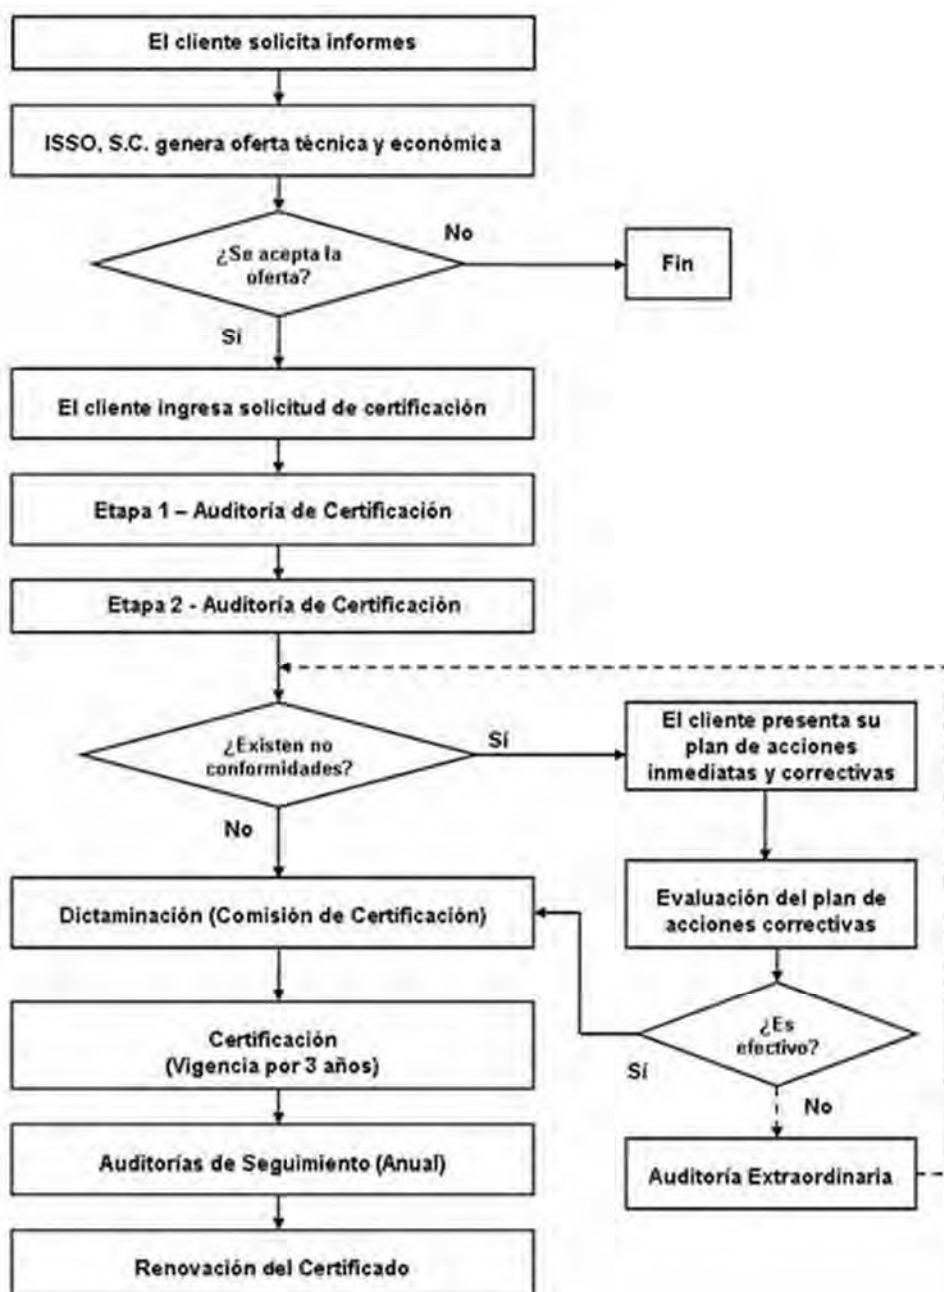 El cliente solicita informes
ISSO, S.C. genera oferta técnica y económica
¿Se acepta la
oferta?
No
Fin
Sí
El cliente ingresa solicitud de certificación
Etapa 1 – Auditoría de Certificación
Etapa 2 - Auditoría de Certificación
¿Existen no
conformidades?
Sí
El cliente presenta su
plan de acciones
inmediatas y correctivas
No
Evaluación del plan de
acciones correctivas
Dictaminación (Comisión de Certificación)
¿Es
efectivo?
Sí
No
Certificación
(Vigencia por 3 años)
Auditorías de Seguimiento (Anual)
Auditoría Extraordinaria
Renovación del Certificado